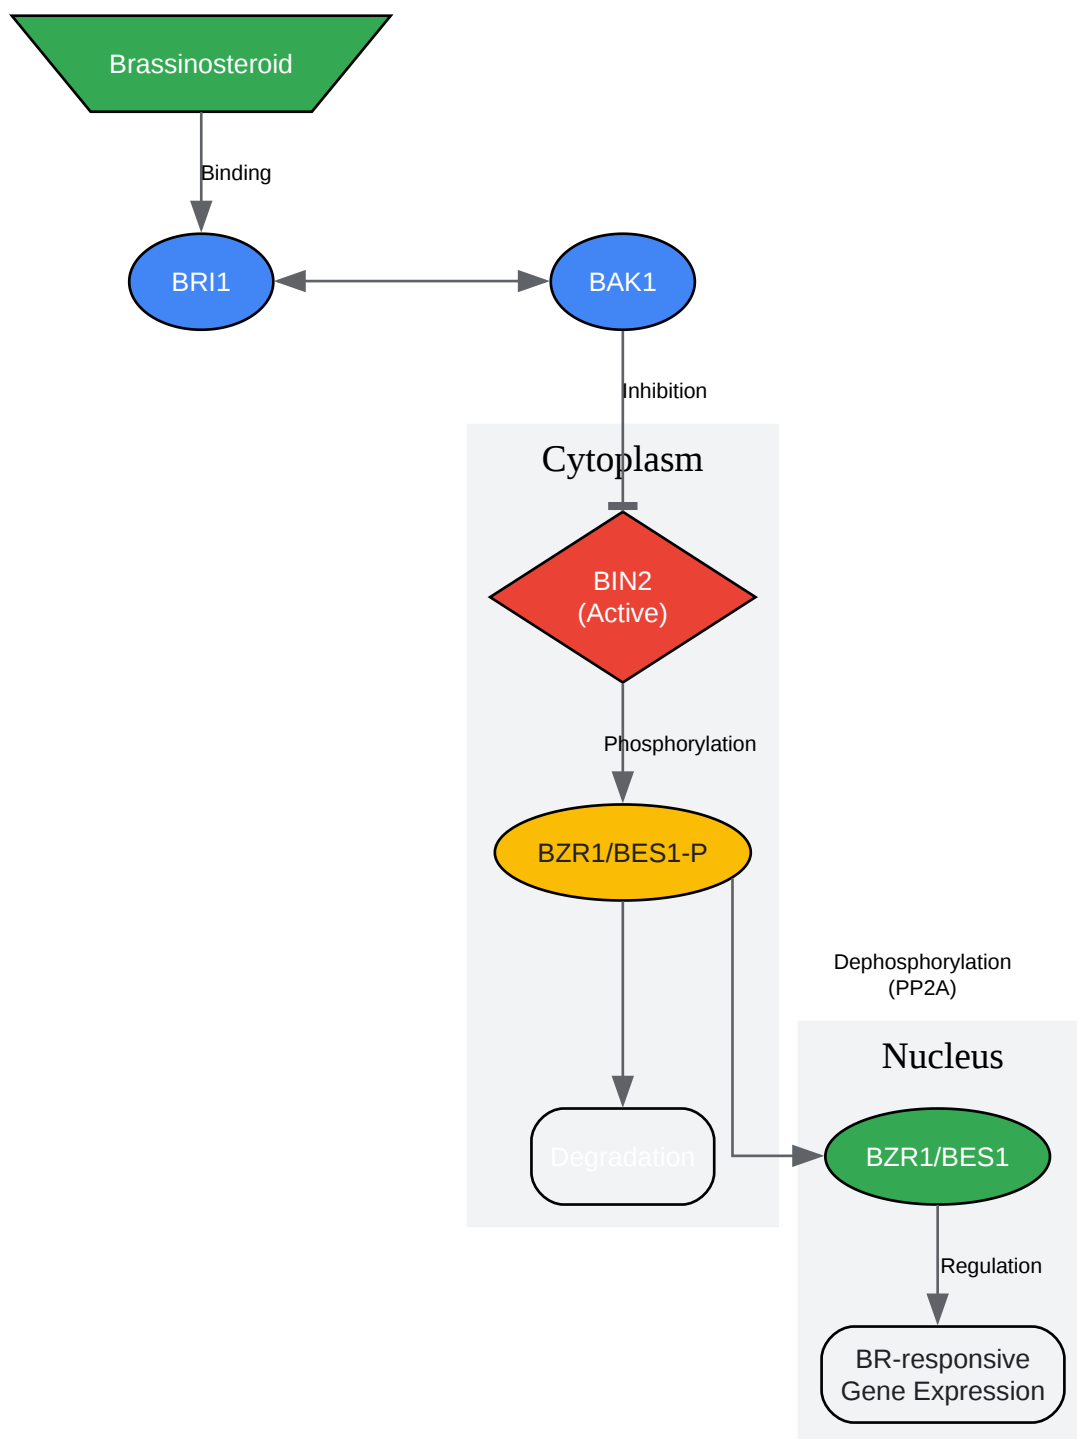 Brassinosteroid
Binding
BRI1
BAK1
Inhibition
Cytoplasm
BIN2
(Active)
Phosphorylation
BZR1/BES1-P
Dephosphorylation
(PP2A)
Nucleus
Degradation
BZR1/BES1
Regulation
BR-responsive
Gene Expression